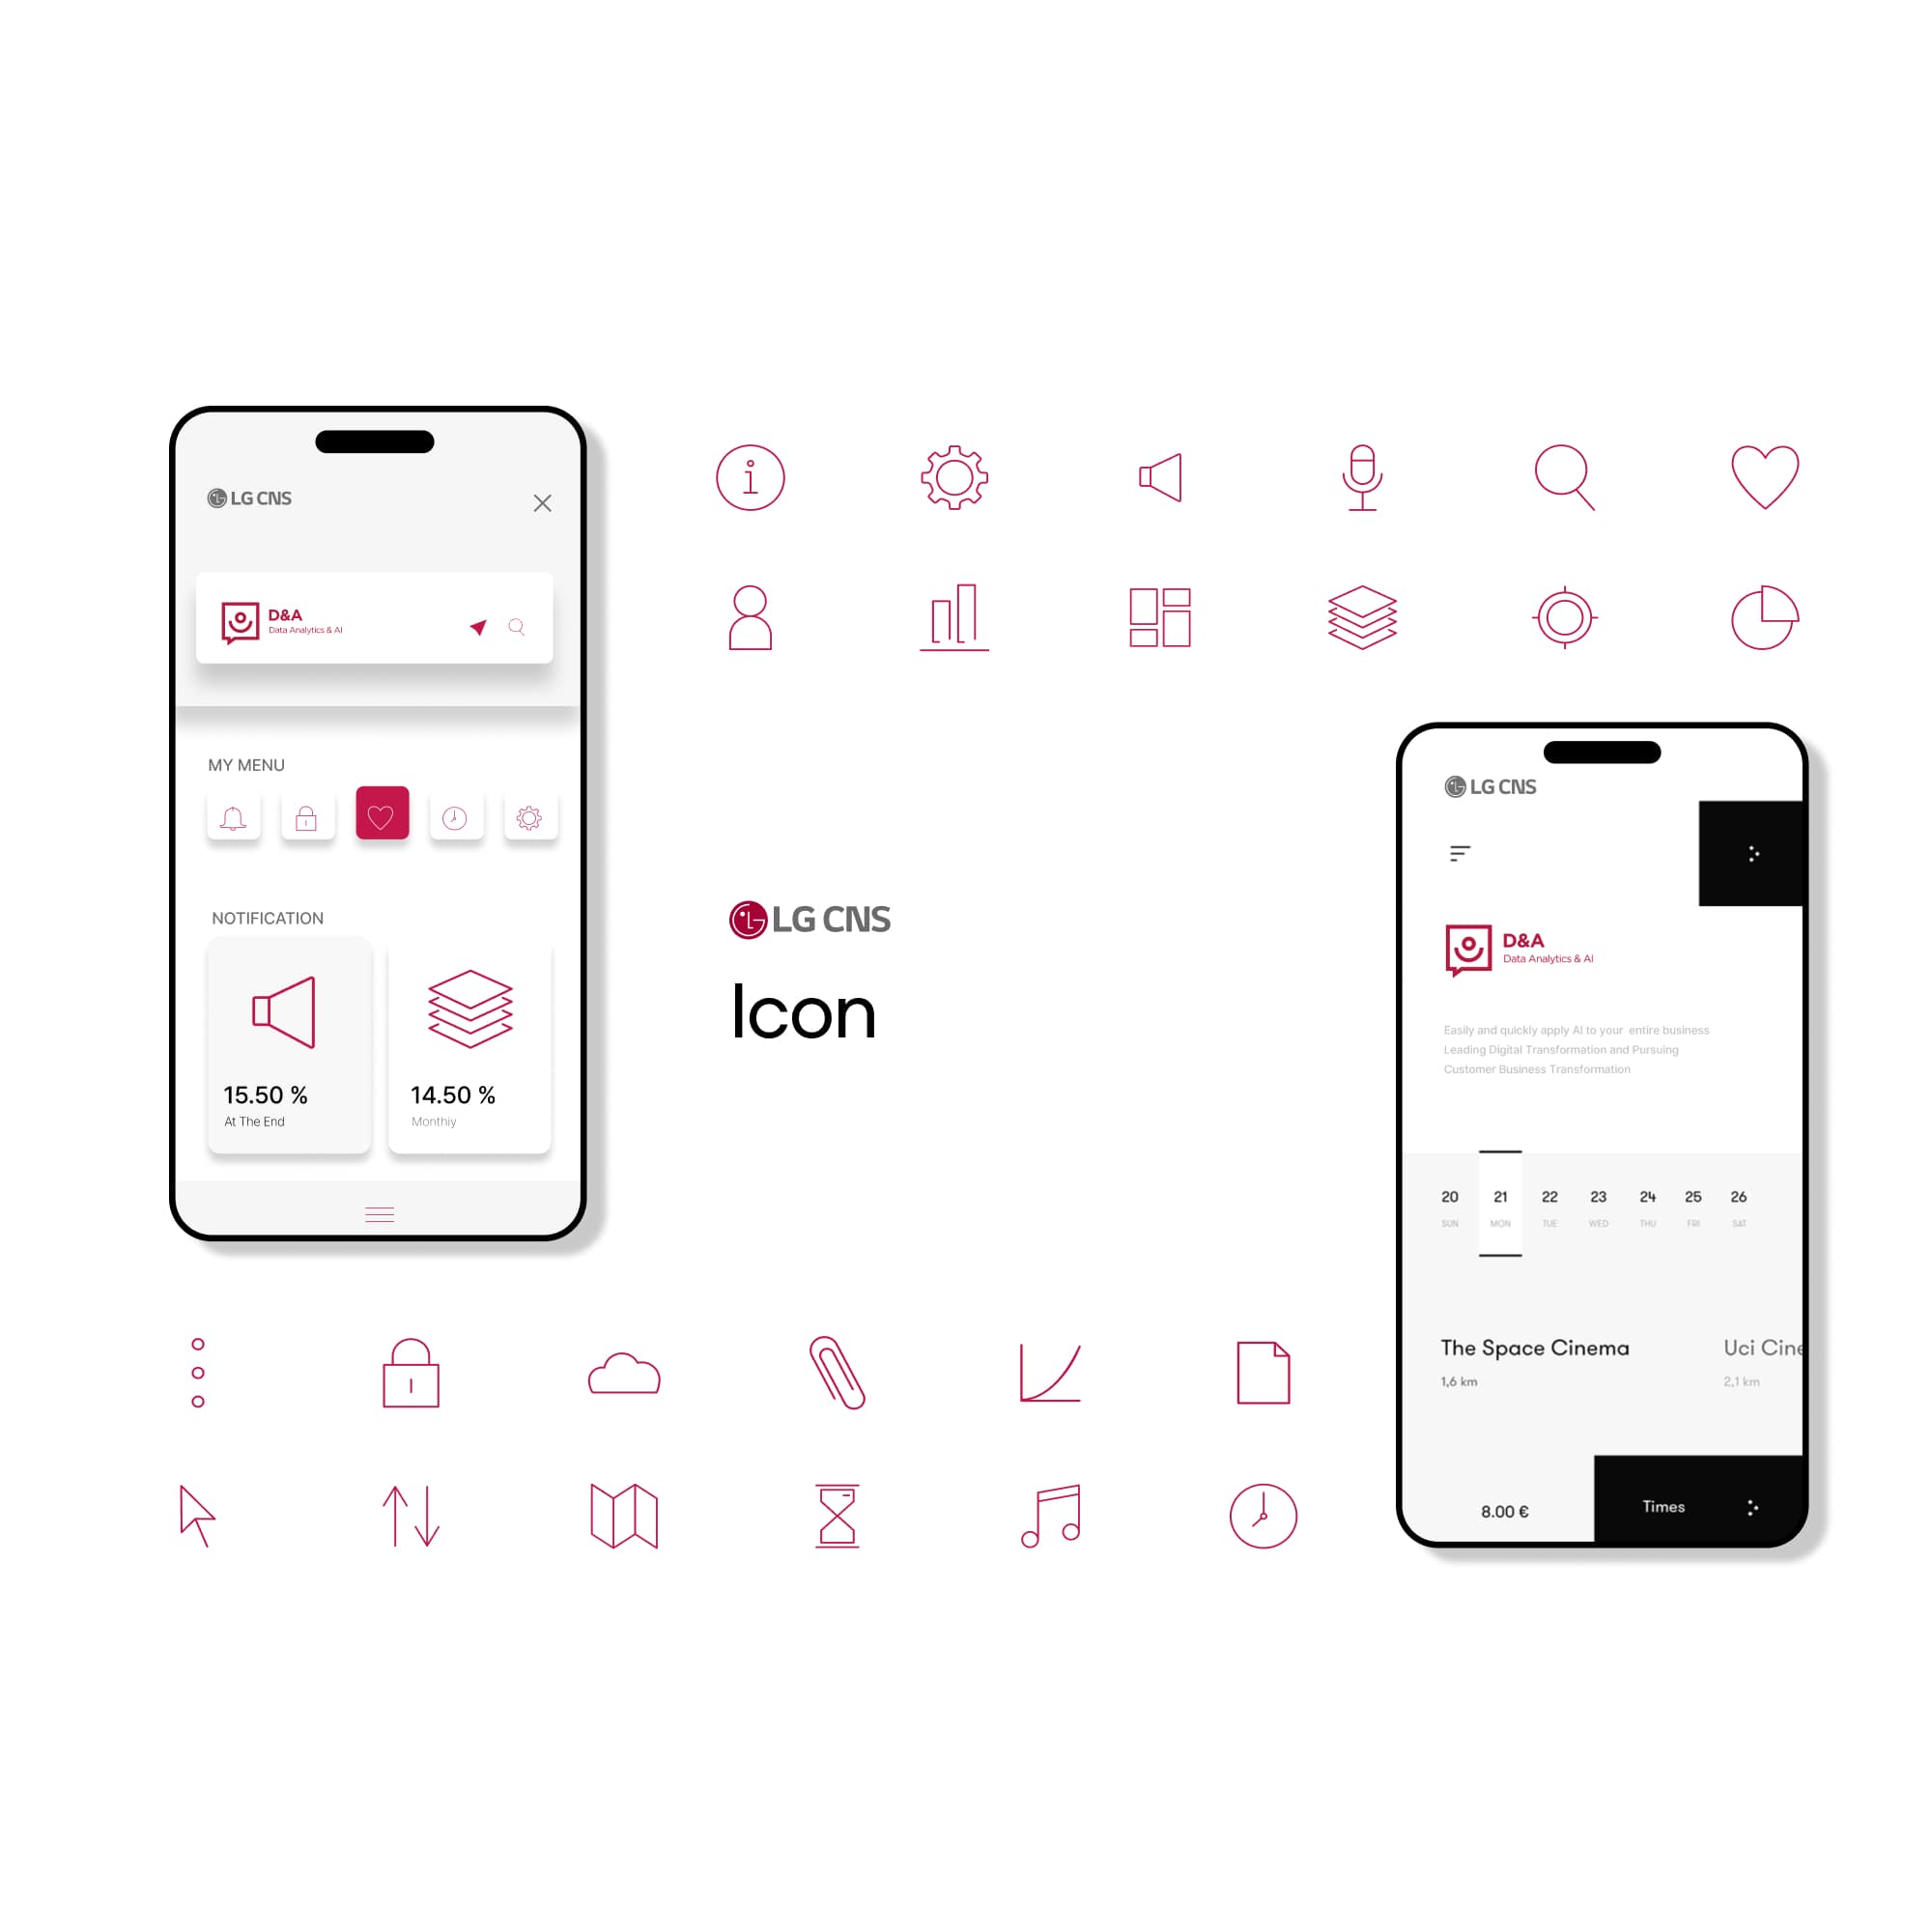 LG CNS
D&A
Data Analytics & AI
MY MENU
NOTIFICATION
15.50 %
At The End
14.50 %
Monthiy
LG CNS
Icon
LG CNS
D&A
Data Analytics & AI
Easily and quickly apply AI to your entire business
Leading Digital Transformation and Pursuing
Customer Business Transformation
20 21 22 23 24 25 26
SUN MON TUE WED THU FRI SAT
The Space Cinema Uci Cine
1,6 km 2,1 km
8.00 € Times